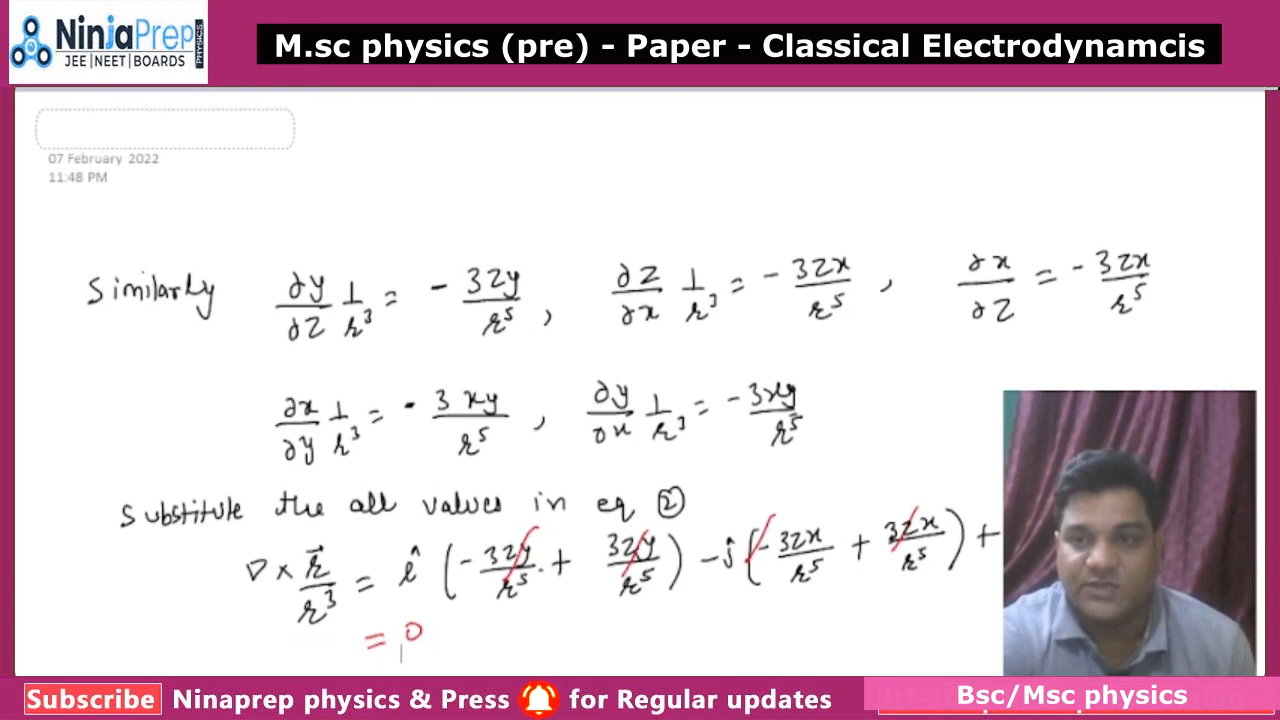 NinjaPrep
JEE|NEET|BOARDS
PHYSICS
M.sc physics (pre) - Paper - Classical Electrodynamcis
07 February 2022
11:48 PM
Similarly ∂y/∂z 1/r³ = - 3zy/r⁵ , ∂z/∂x 1/r³ = - 3zx/r⁵ , ∂x/∂z = - 3zx/r⁵
∂x/∂y 1/r³ = - 3xy/r⁵ , ∂y/∂x 1/r³ = - 3xy/r⁵
Substitute the all values in eq ②
∇ × r⃗/r³ = î (- 3zy/r⁵ + 3zy/r⁵) - ĵ (- 3zx/r⁵ + 3zx/r⁵) +
= 0
Subscribe Ninaprep physics & Press for Regular updates
Bsc/Msc physics